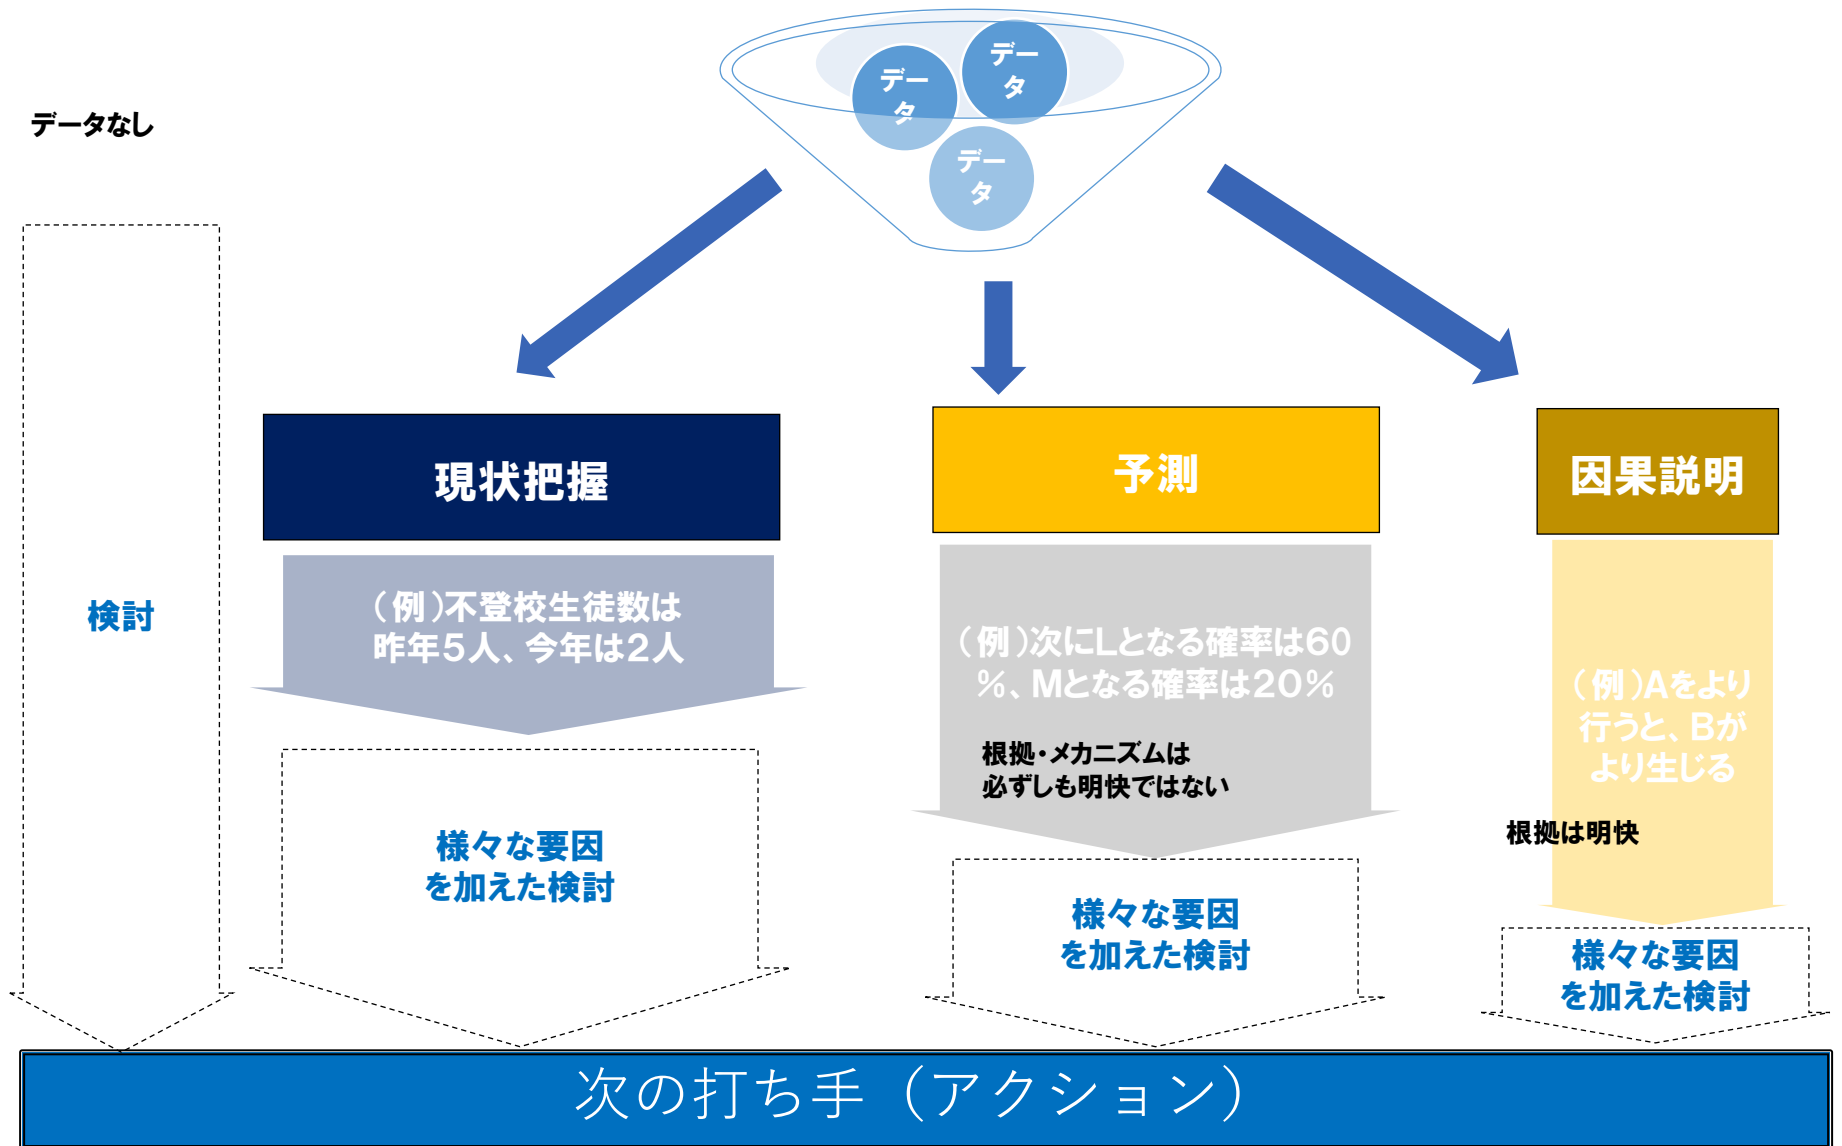 データなし
デー
タ
デー
タ
デー
タ
検討
現状把握
（例）不登校生徒数は
昨年5人、今年は2人
様々な要因
を加えた検討
予測
（例）次にLとなる確率は60
％、Mとなる確率は20％
根拠・メカニズムは
必ずしも明快ではない
様々な要因
を加えた検討
因果説明
（例）Aをより
行うと、Bが
より生じる
根拠は明快
様々な要因
を加えた検討
次の打ち手（アクション）